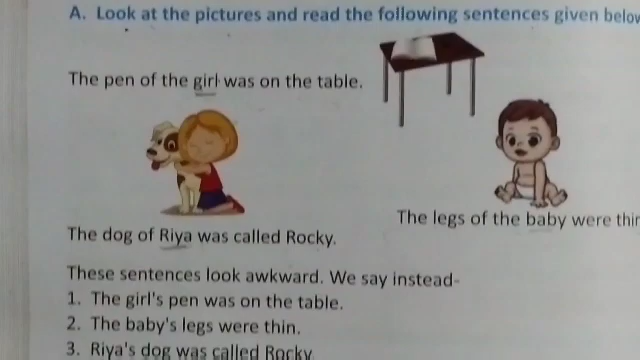 A. Look at the pictures and read the following sentences given below
The pen of the girl was on the table.
The legs of the baby were thin
The dog of Riya was called Rocky.
These sentences look awkward. We say instead-
1. The girl's pen was on the table.
2. The baby's legs were thin.
3. Riya's dog was called Rocky